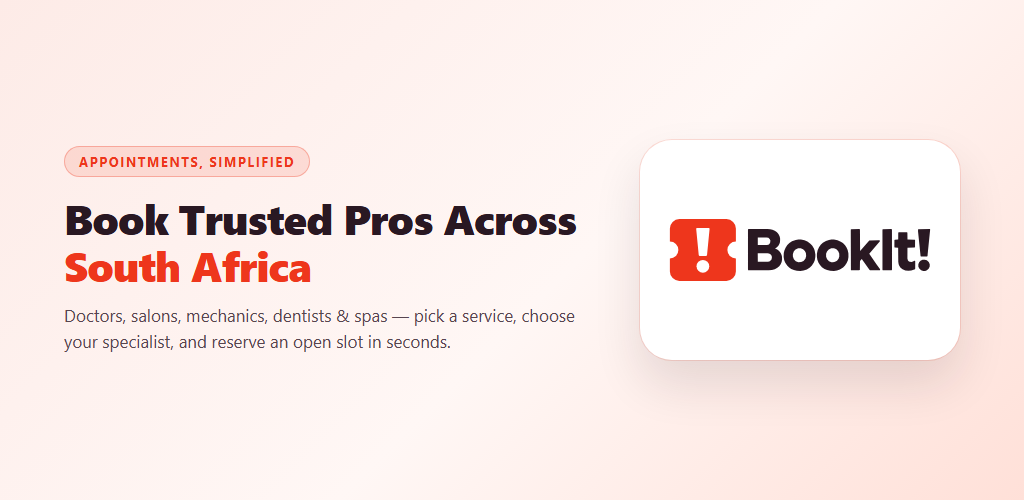 APPOINTMENTS, SIMPLIFIED
Book Trusted Pros Across
South Africa
Doctors, salons, mechanics, dentists & spas — pick a service, choose
your specialist, and reserve an open slot in seconds.
! BookIt!